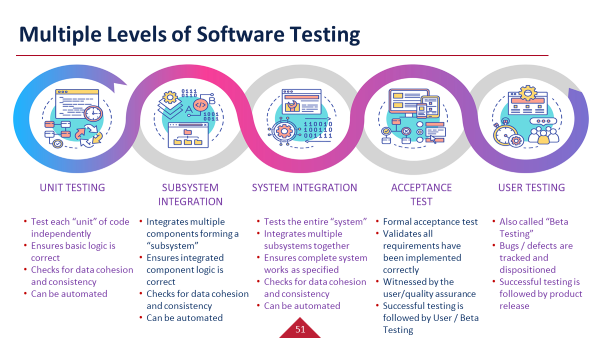 Multiple Levels of Software Testing
UNIT TESTING
• Test each “unit” of code
independently
• Ensures basic logic is
correct
• Checks for data cohesion
and consistency
• Can be automated
SUBSYSTEM
INTEGRATION
• Integrates multiple
components forming a
“subsystem”
• Ensures integrated
component logic is
correct
• Checks for data cohesion
and consistency
• Can be automated
SYSTEM INTEGRATION
• Tests the entire “system”
• Integrates multiple
subsystems together
• Ensures complete system
works as specified
• Checks for data cohesion
and consistency
• Can be automated
ACCEPTANCE
TEST
• Formal acceptance test
• Validates all
requirements have
been implemented
correctly
• Witnessed by the
user/quality assurance
• Successful testing is
followed by User / Beta
Testing
USER TESTING
• Also called “Beta
Testing”
• Bugs / defects are
tracked and
dispositioned
• Successful testing is
followed by product
release
51